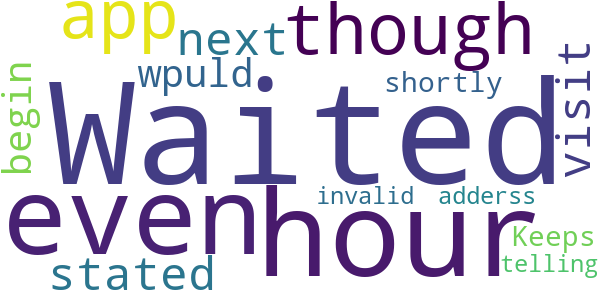 app
though
next
wpuld
shortly
visit
begin
Waited
even
hour
invalid
adderss
Keeps
telling
stated